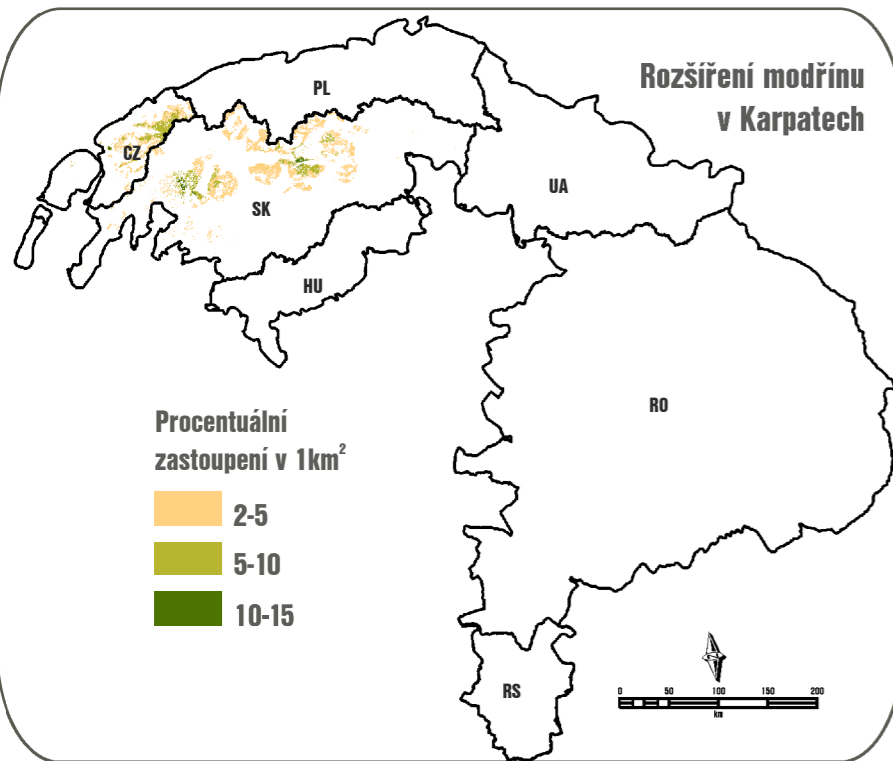 Rozšíření modřínu
v Karpatech
PL
CZ
UA
SK
HU
RO
Procentuální
zastoupení v 1km²
2-5
5-10
10-15
RS
0 50 100 150 200
km